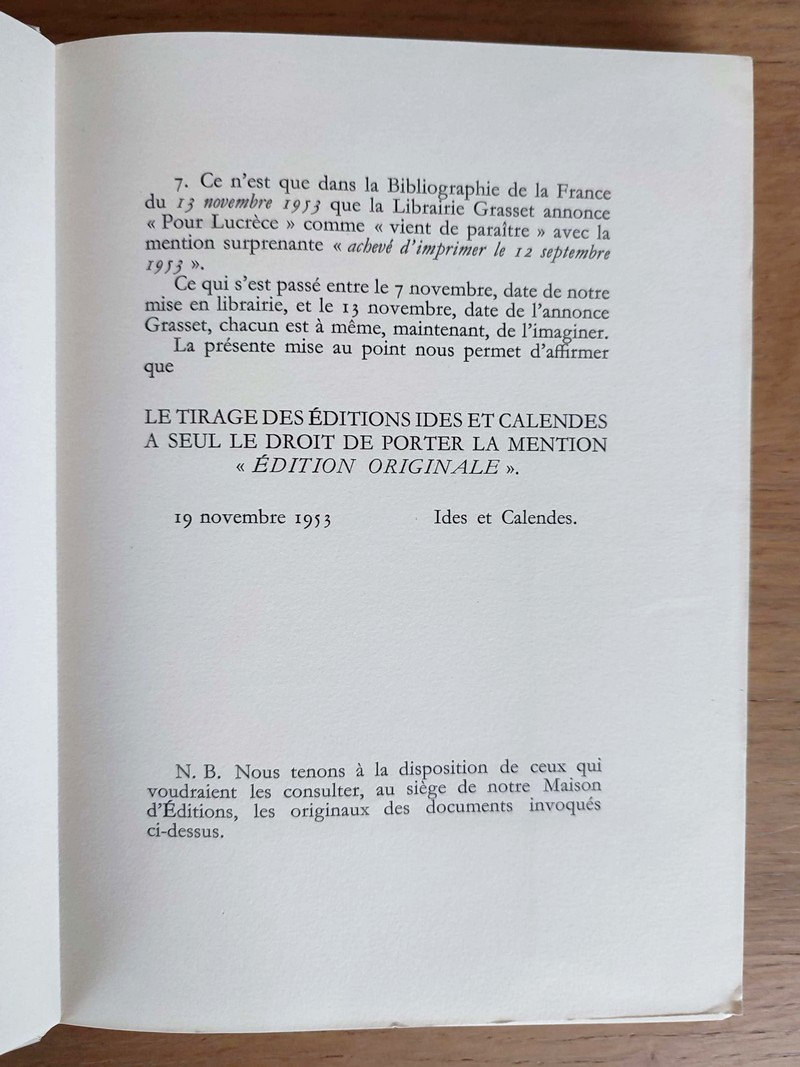 7. Ce n’est que dans la Bibliographie de la France
du 13 novembre 1953 que la Librairie Grasset annonce
« Pour Lucrèce » comme « vient de paraître » avec la
mention surprenante « achevé d’imprimer le 12 septembre
1953 ».
Ce qui s’est passé entre le 7 novembre, date de notre
mise en librairie, et le 13 novembre, date de l’annonce
Grasset, chacun est à même, maintenant, de l’imaginer.
La présente mise au point nous permet d’affirmer
que
LE TIRAGE DES ÉDITIONS IDES ET CALENDES
A SEUL LE DROIT DE PORTER LA MENTION
« ÉDITION ORIGINALE ».
19 novembre 1953 Ides et Calendes.
N. B. Nous tenons à la disposition de ceux qui
voudraient les consulter, au siège de notre Maison
d’Éditions, les originaux des documents invoqués
ci-dessus.